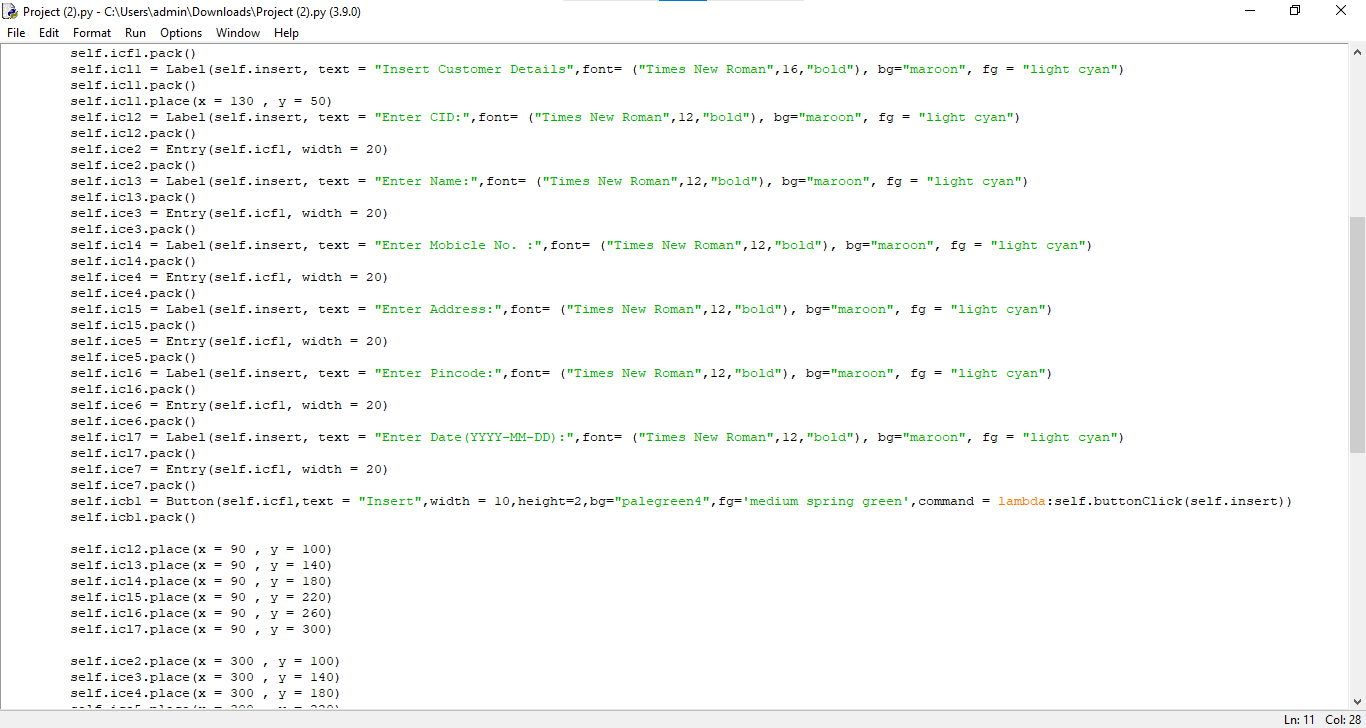 Project (2).py - C:\Users\admin\Downloads\Project (2).py (3.9.0)
File Edit Format Run Options Window Help
self.icf1.pack()
self.icl1 = Label(self.insert, text = "Insert Customer Details",font= ("Times New Roman",16,"bold"), bg="maroon", fg = "light cyan")
self.icl1.pack()
self.icl1.place(x = 130 , y = 50)
self.icl2 = Label(self.insert, text = "Enter CID:",font= ("Times New Roman",12,"bold"), bg="maroon", fg = "light cyan")
self.icl2.pack()
self.ice2 = Entry(self.icf1, width = 20)
self.ice2.pack()
self.icl3 = Label(self.insert, text = "Enter Name:",font= ("Times New Roman",12,"bold"), bg="maroon", fg = "light cyan")
self.icl3.pack()
self.ice3 = Entry(self.icf1, width = 20)
self.ice3.pack()
self.icl4 = Label(self.insert, text = "Enter Mobicle No. :",font= ("Times New Roman",12,"bold"), bg="maroon", fg = "light cyan")
self.icl4.pack()
self.ice4 = Entry(self.icf1, width = 20)
self.ice4.pack()
self.icl5 = Label(self.insert, text = "Enter Address:",font= ("Times New Roman",12,"bold"), bg="maroon", fg = "light cyan")
self.icl5.pack()
self.ice5 = Entry(self.icf1, width = 20)
self.ice5.pack()
self.icl6 = Label(self.insert, text = "Enter Pincode:",font= ("Times New Roman",12,"bold"), bg="maroon", fg = "light cyan")
self.icl6.pack()
self.ice6 = Entry(self.icf1, width = 20)
self.ice6.pack()
self.icl7 = Label(self.insert, text = "Enter Date(YYYY-MM-DD):",font= ("Times New Roman",12,"bold"), bg="maroon", fg = "light cyan")
self.icl7.pack()
self.ice7 = Entry(self.icf1, width = 20)
self.ice7.pack()
self.icb1 = Button(self.icf1,text = "Insert",width = 10,height=2,bg="palegreen4",fg='medium spring green',command = lambda:self.buttonClick(self.insert))
self.icb1.pack()
self.icl2.place(x = 90 , y = 100)
self.icl3.place(x = 90 , y = 140)
self.icl4.place(x = 90 , y = 180)
self.icl5.place(x = 90 , y = 220)
self.icl6.place(x = 90 , y = 260)
self.icl7.place(x = 90 , y = 300)
self.ice2.place(x = 300 , y = 100)
self.ice3.place(x = 300 , y = 140)
self.ice4.place(x = 300 , y = 180)
Ln: 11 Col: 28